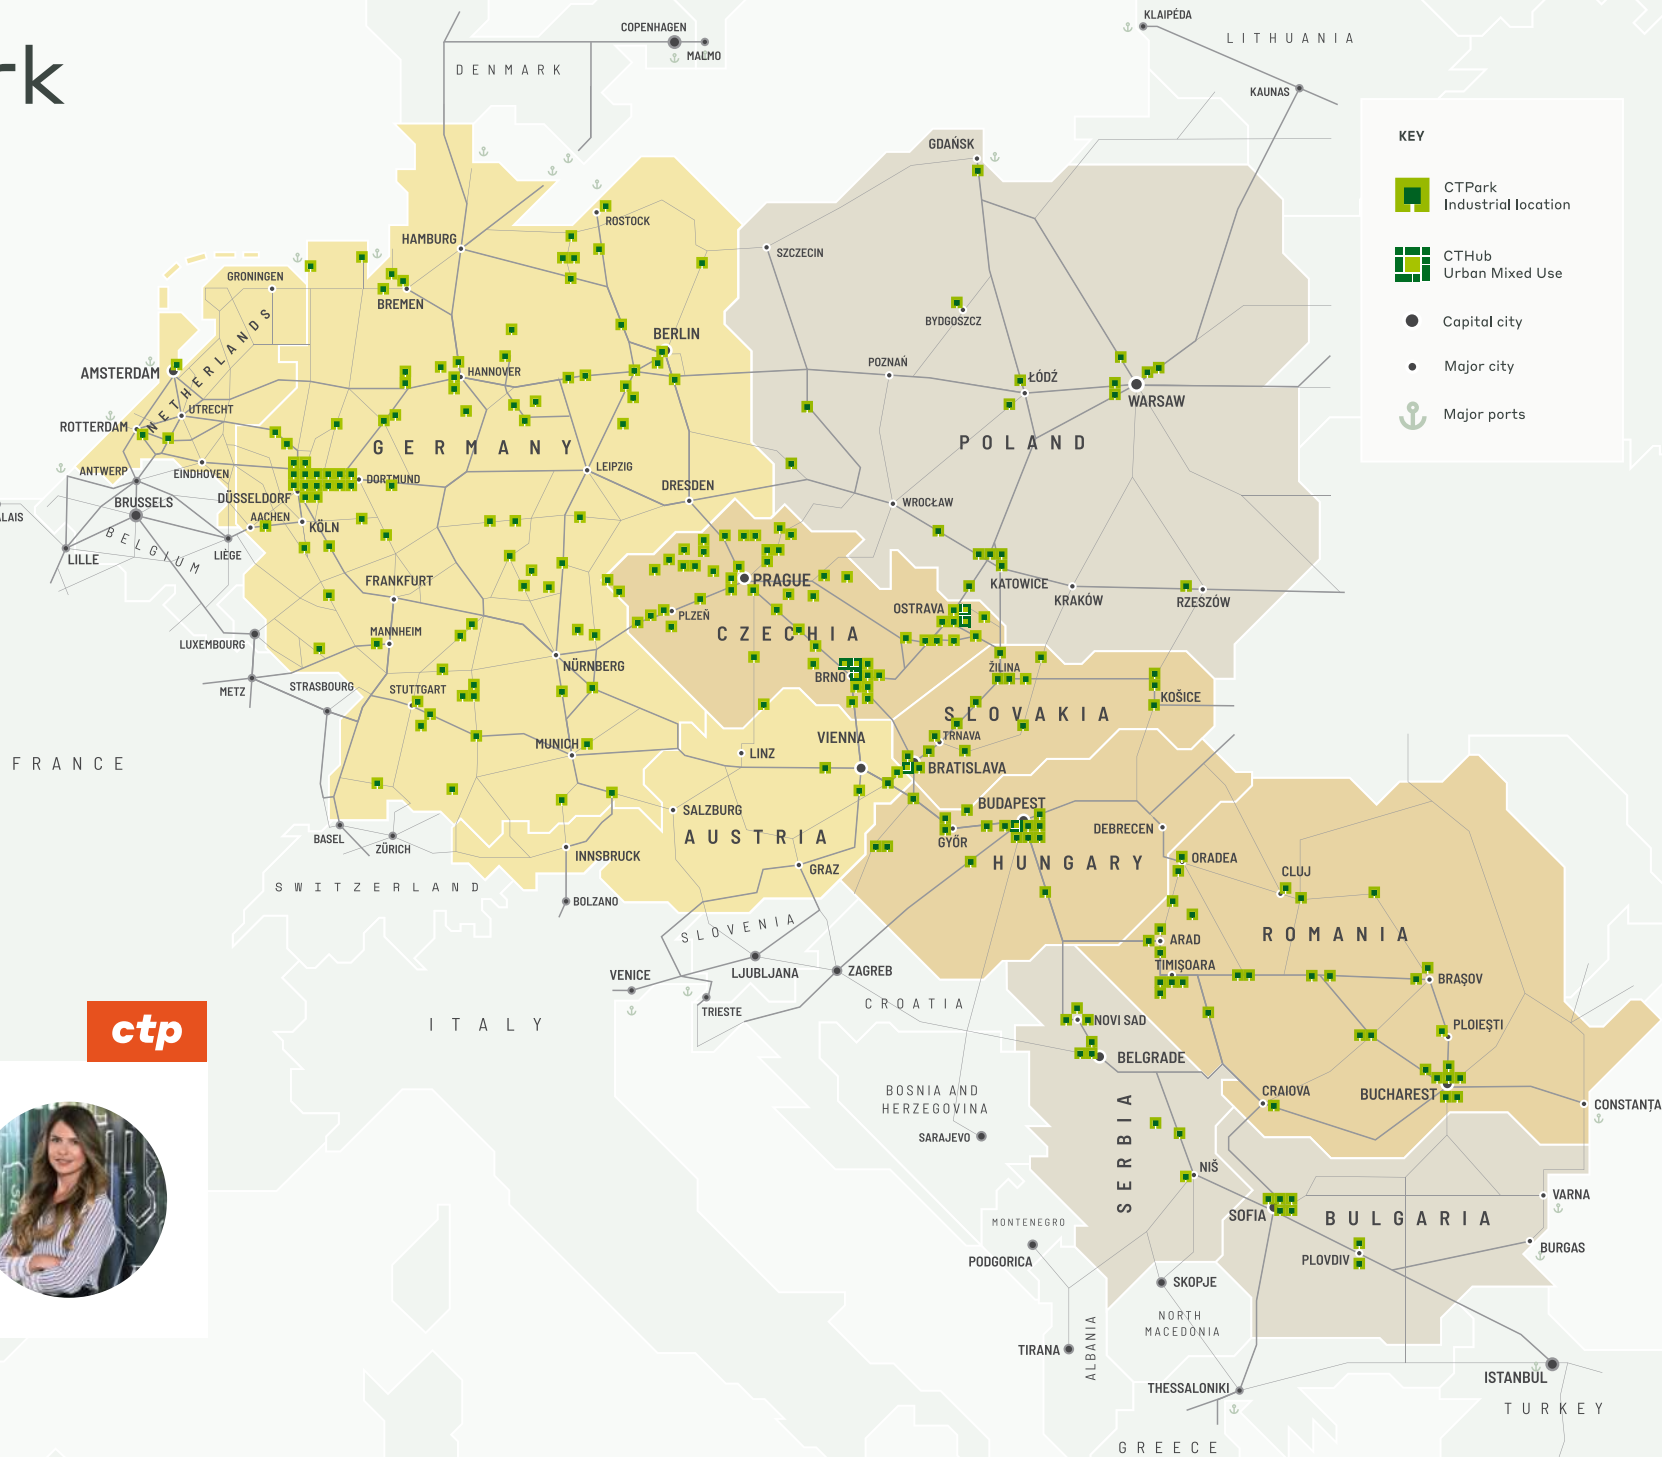 rk
COPENHAGEN
MALMO
DENMARK
KLAIPĖDA
LITHUANIA
KAUNAS
KEY
CTPark
Industrial location
CTHub
Urban Mixed Use
Capital city
Major city
Major ports
GDAŃSK
ROSTOCK
HAMBURG
SZCZECIN
GRONINGEN
BREMEN
BYDGOSZCZ
BERLIN
NETHERLANDS
AMSTERDAM
HANNOVER
POZNAŃ
ŁÓDŹ
WARSAW
UTRECHT
ROTTERDAM
GERMANY
POLAND
ANTWERP
EINDHOVEN
DORTMUND
LEIPZIG
DRESDEN
DÜSSELDORF
BRUSSELS
WROCŁAW
ALAIS
AACHEN
KÖLN
BELGIUM
LIÈGE
LILLE
FRANKFURT
PRAGUE
KATOWICE
KRAKÓW
RZESZÓW
OSTRAVA
PLZEŇ
CZECHIA
MANNHEIM
LUXEMBOURG
NÜRNBERG
ŽILINA
BRNO
METZ
STRASBOURG
STUTTGART
KOŠICE
SLOVAKIA
TRNAVA
VIENNA
MUNICH
LINZ
FRANCE
BRATISLAVA
SALZBURG
BUDAPEST
DEBRECEN
BASEL
ZÜRICH
AUSTRIA
GYŐR
HUNGARY
INNSBRUCK
GRAZ
ORADEA
CLUJ
SWITZERLAND
BOLZANO
SLOVENIA
ARAD
ROMANIA
TIMIȘOARA
VENICE
LJUBLJANA
ZAGREB
BRAȘOV
CROATIA
TRIESTE
ITALY
NOVI SAD
PLOIEȘTI
ctp
BELGRADE
BOSNIA AND
HERZEGOVINA
CRAIOVA
BUCHAREST
CONSTANȚA
SARAJEVO
SERBIA
NIŠ
VARNA
MONTENEGRO
SOFIA
BULGARIA
PODGORICA
PLOVDIV
BURGAS
SKOPJE
NORTH
MACEDONIA
TIRANA
ALBANIA
THESSALONIKI
ISTANBUL
TURKEY
GREECE